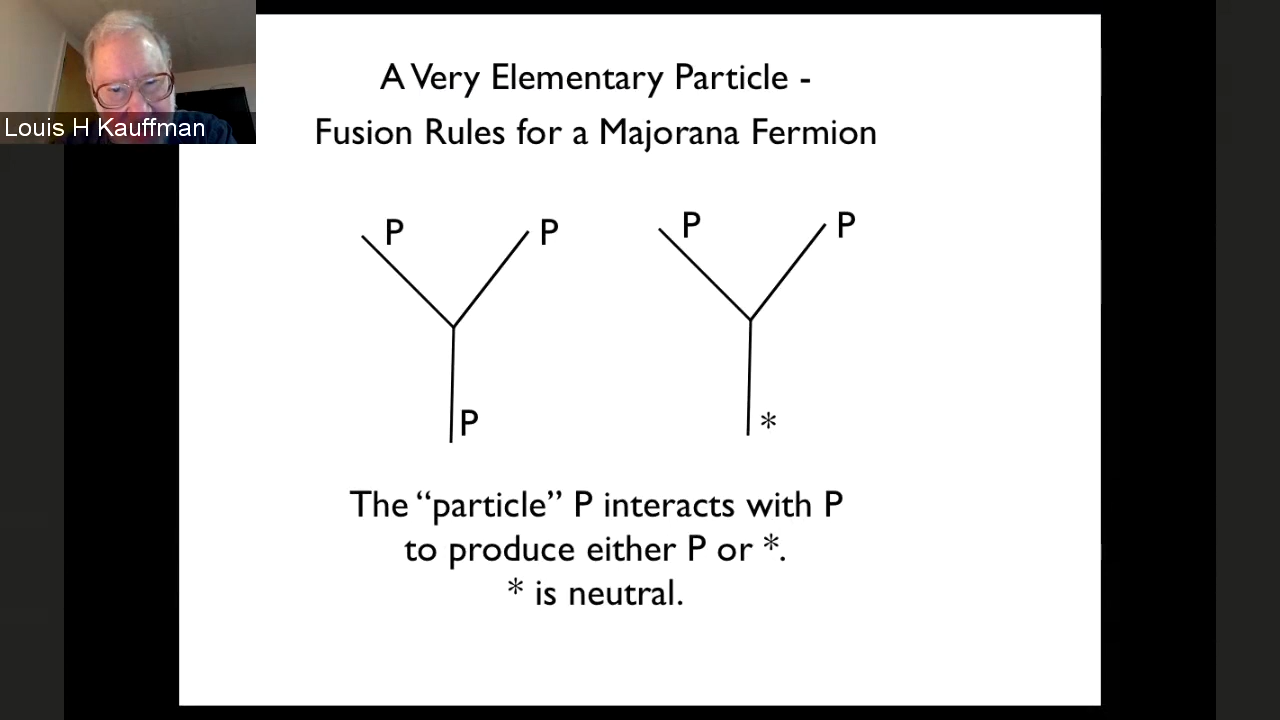 Louis H Kauffman
A Very Elementary Particle -
Fusion Rules for a Majorana Fermion
P P P P
P *
The “particle” P interacts with P
to produce either P or *.
* is neutral.